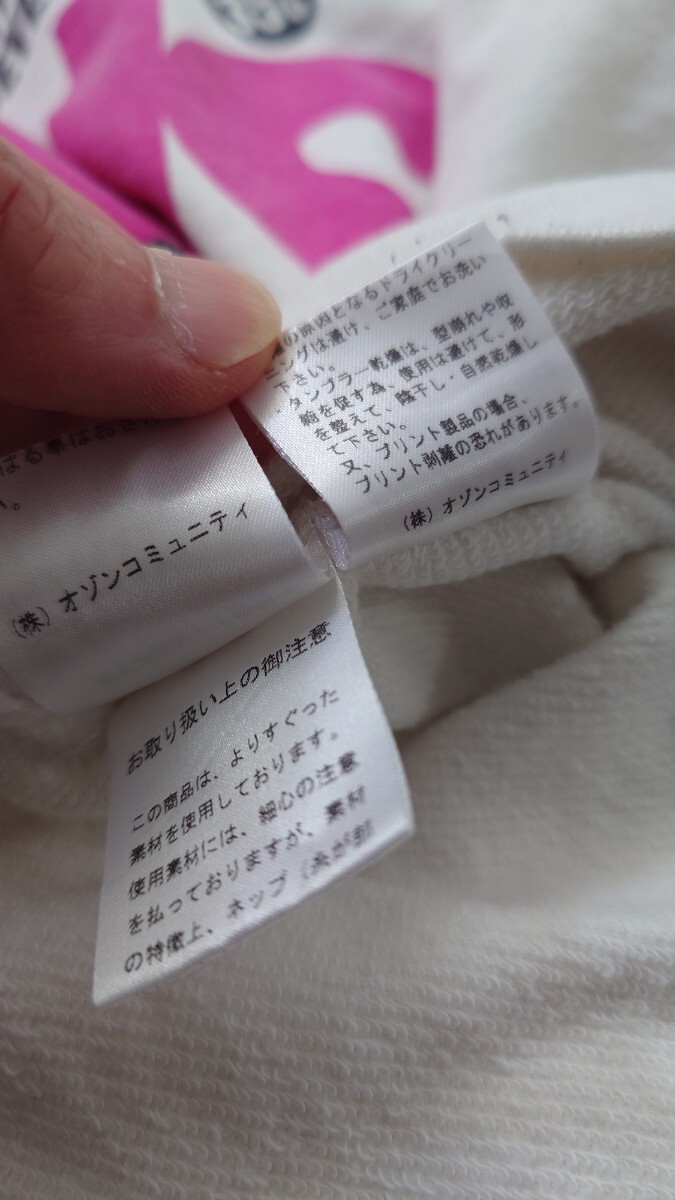 の原因となるドライクリー
ニングは避け、ご家庭でお洗い
下さい。
・タンブラー乾燥は、型崩れや収
縮を促す為、使用は避けて、形
を整えて、陰干し・自然乾燥し
て下さい。
又、プリント製品の場合、
プリント剥離の恐れがあります。
(株) オゾンコミュニティ
(株) オゾンコミュニティ
お取り扱い上の御注意
この商品は、よりすぐった
素材を使用しております。
使用素材には、細心の注意
を払っておりますが、素材
の特徴上、ネップ（糸が部